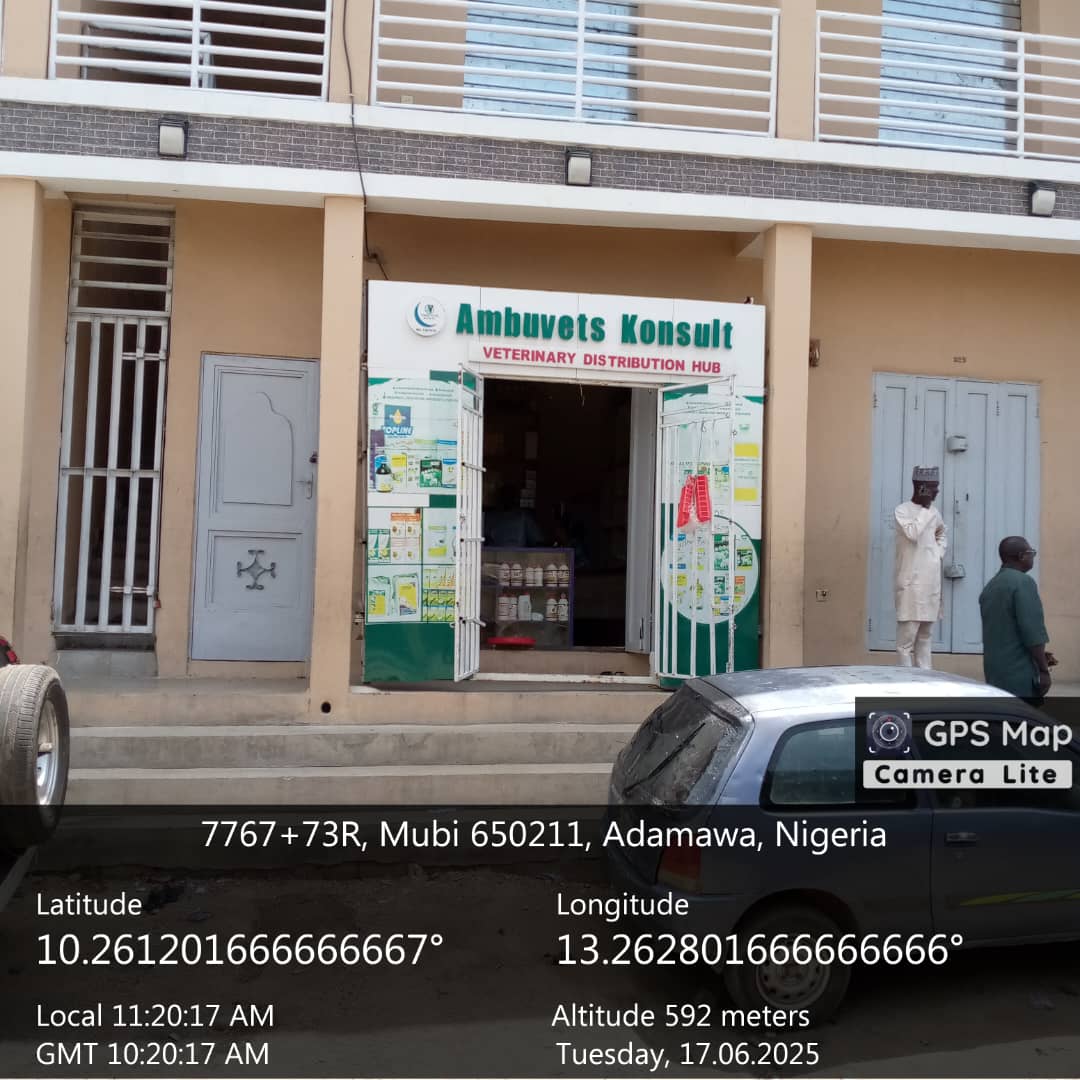 Ambuvets Konsult
VETERINARY DISTRIBUTION HUB
TOPLINE
GPS Map
Camera Lite
7767+73R, Mubi 650211, Adamawa, Nigeria
Latitude
10.261201666666667°
Longitude
13.262801666666666°
Local 11:20:17 AM
GMT 10:20:17 AM
Altitude 592 meters
Tuesday, 17.06.2025